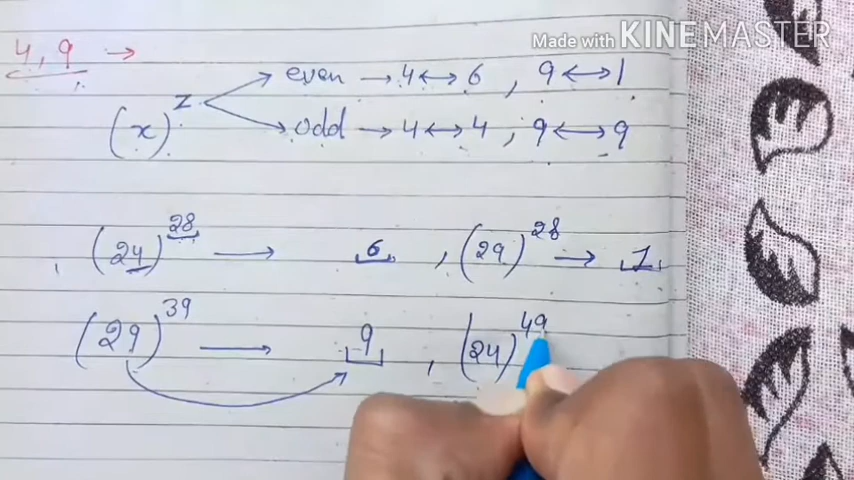 Made with KINEMASTER
4, 9 →
(x)^z → even → 4 ↔ 6 , 9 ↔ 1
→ odd → 4 ↔ 4 , 9 ↔ 9
, (24)^28 → 6 , (29)^28 → 1
(29)^39 → 9 , (24)^49